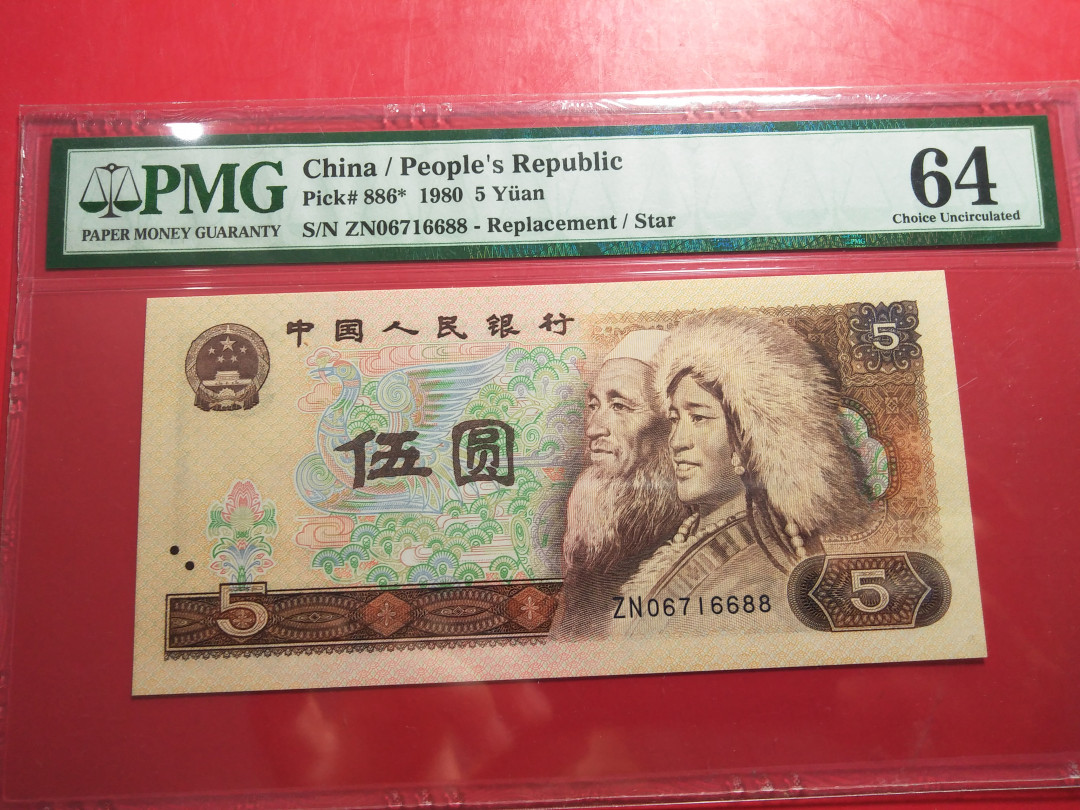 PMG
PAPER MONEY GUARANTY
China / People's Republic
Pick# 886* 1980 5 Yüan
S/N ZN06716688 - Replacement / Star
64
Choice Uncirculated
PMG
中国人民银行
5
伍圆
5
ZN06716688
5